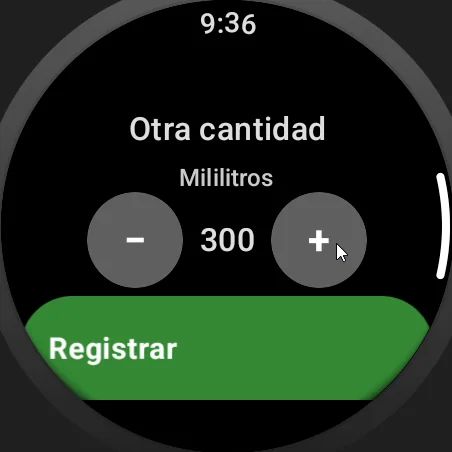 9:36
Otra cantidad
Mililitros
- 300 +
Registrar